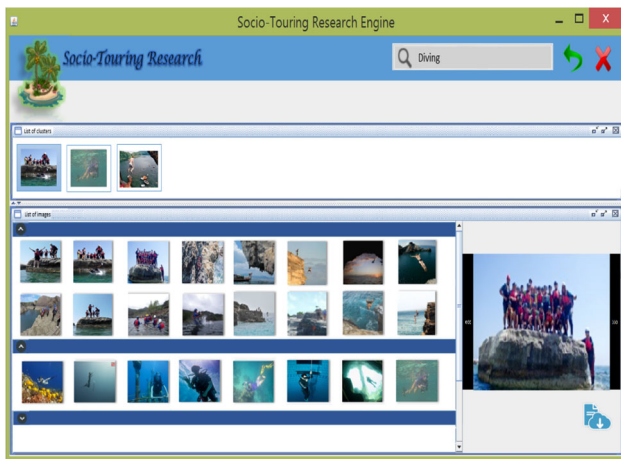 Socio-Touring Research Engine
Socio-Touring Research
Diving
List of clusters
List of images